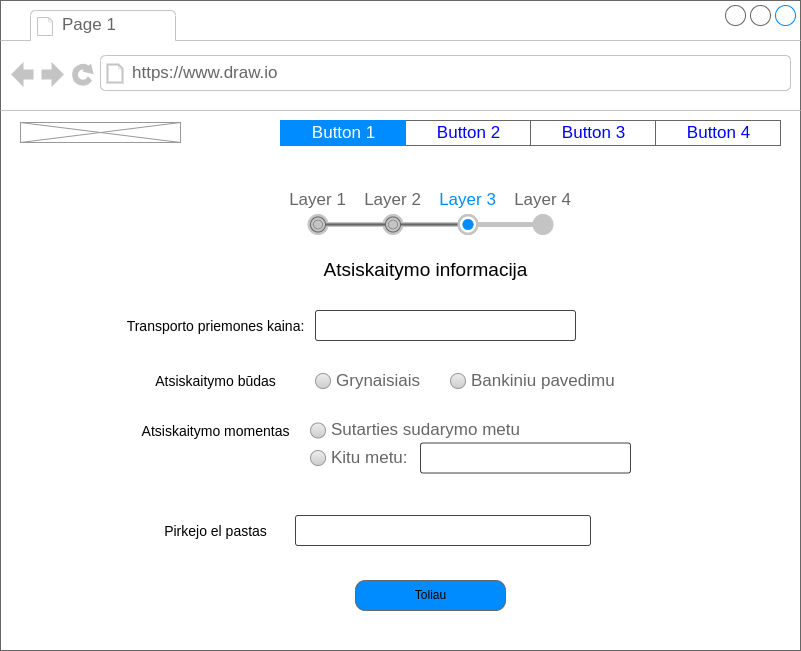 Page 1
https://www.draw.io
Button 1 Button 2 Button 3 Button 4
Layer 1 Layer 2 Layer 3 Layer 4
Atsiskaitymo informacija
Transporto priemones kaina:
Atsiskaitymo būdas Grynaisiais Bankiniu pavedimu
Atsiskaitymo momentas Sutarties sudarymo metu
Kitu metu:
Pirkejo el pastas
Toliau